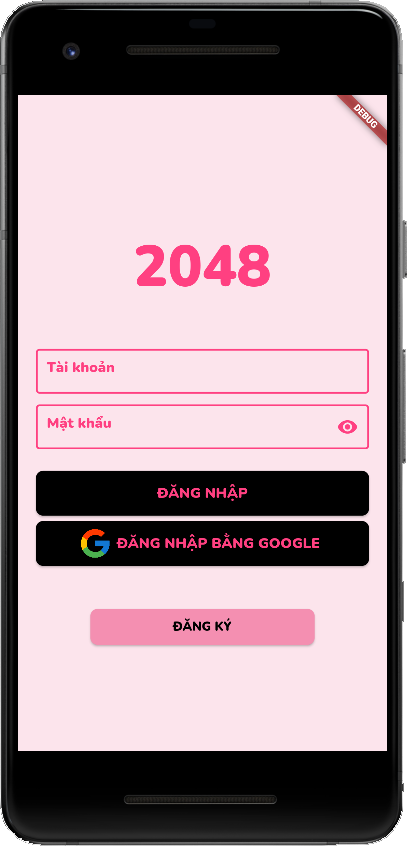 DEBUG
2048
Tài khoản
Mật khẩu
ĐĂNG NHẬP
ĐĂNG NHẬP BẰNG GOOGLE
ĐĂNG KÝ